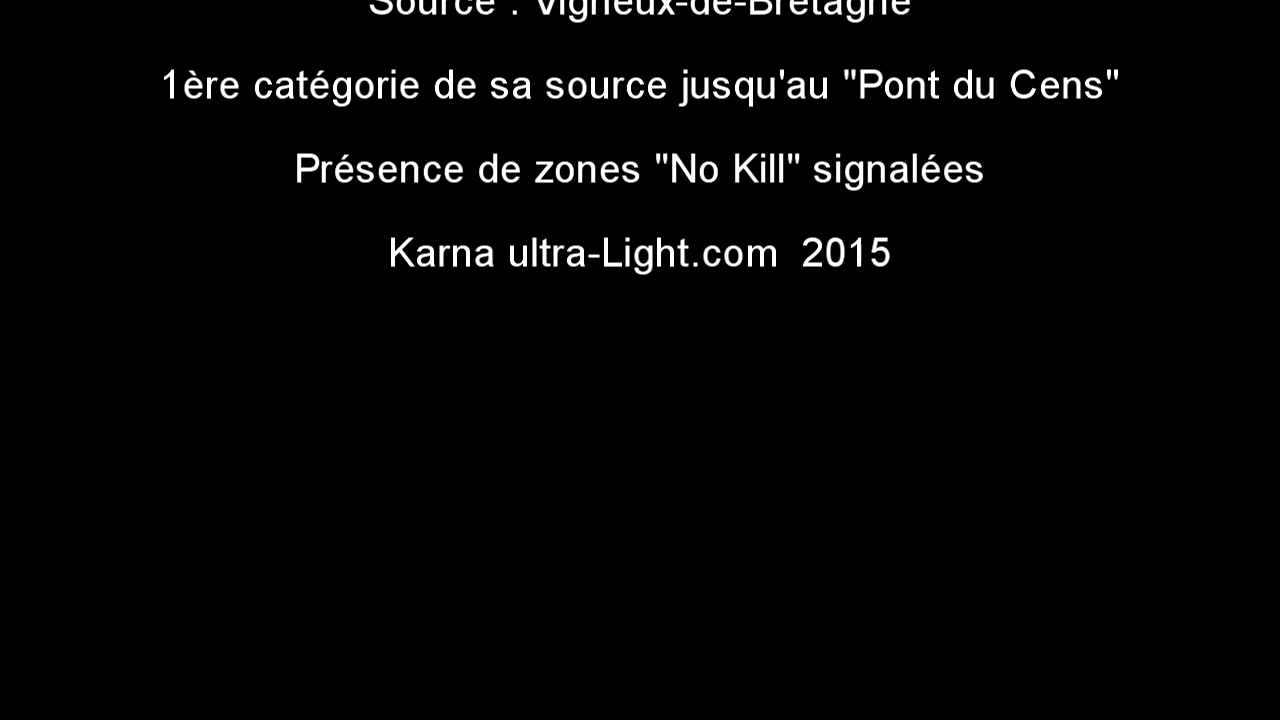 Source : Vigneux-de-Bretagne
1ère catégorie de sa source jusqu'au "Pont du Cens"
Présence de zones "No Kill" signalées
Karna ultra-Light.com  2015